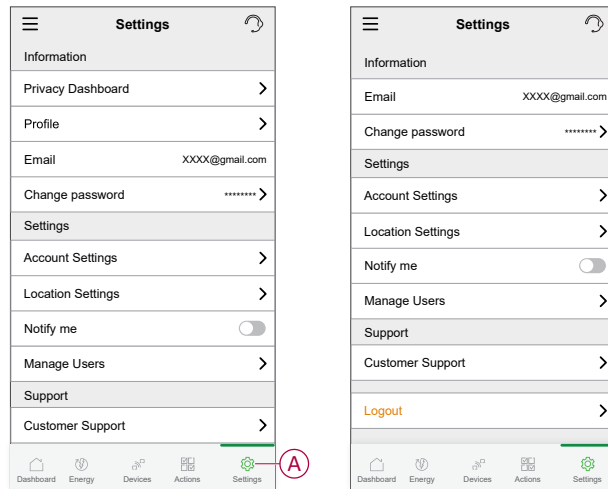 Settings
Information
Privacy Dashboard
Profile
Email XXXX@gmail.com
Change password ********
Settings
Account Settings
Location Settings
Notify me
Manage Users
Support
Customer Support
Dashboard Energy Devices Actions Settings
A
Settings
Information
Email XXXX@gmail.com
Change password ********
Settings
Account Settings
Location Settings
Notify me
Manage Users
Support
Customer Support
Logout
Dashboard Energy Devices Actions Settings